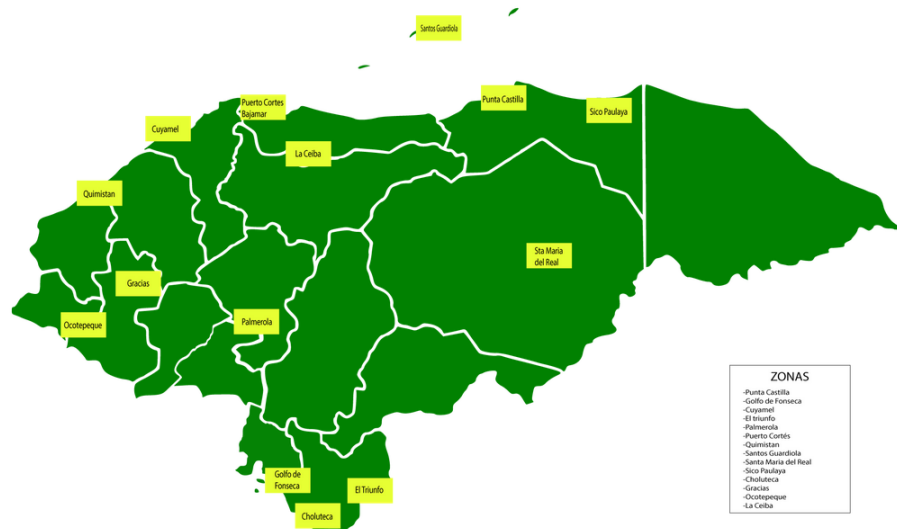 Santos Guardiola
Puerto Cortes
Bajamar
Punta Castilla
Sico Paulaya
Cuyamel
La Ceiba
Quimistan
Sta Maria
del Real
Gracias
Ocotepeque
Palmerola
Golfo de
Fonseca
El Triunfo
Choluteca
ZONAS
-Punta Castilla
-Golfo de Fonseca
-Cuyamel
-El triunfo
-Palmerola
-Puerto Cortés
-Quimistan
-Santos Guardiola
-Santa Maria del Real
-Sico Paulaya
-Choluteca
-Gracias
-Ocotepeque
-La Ceiba